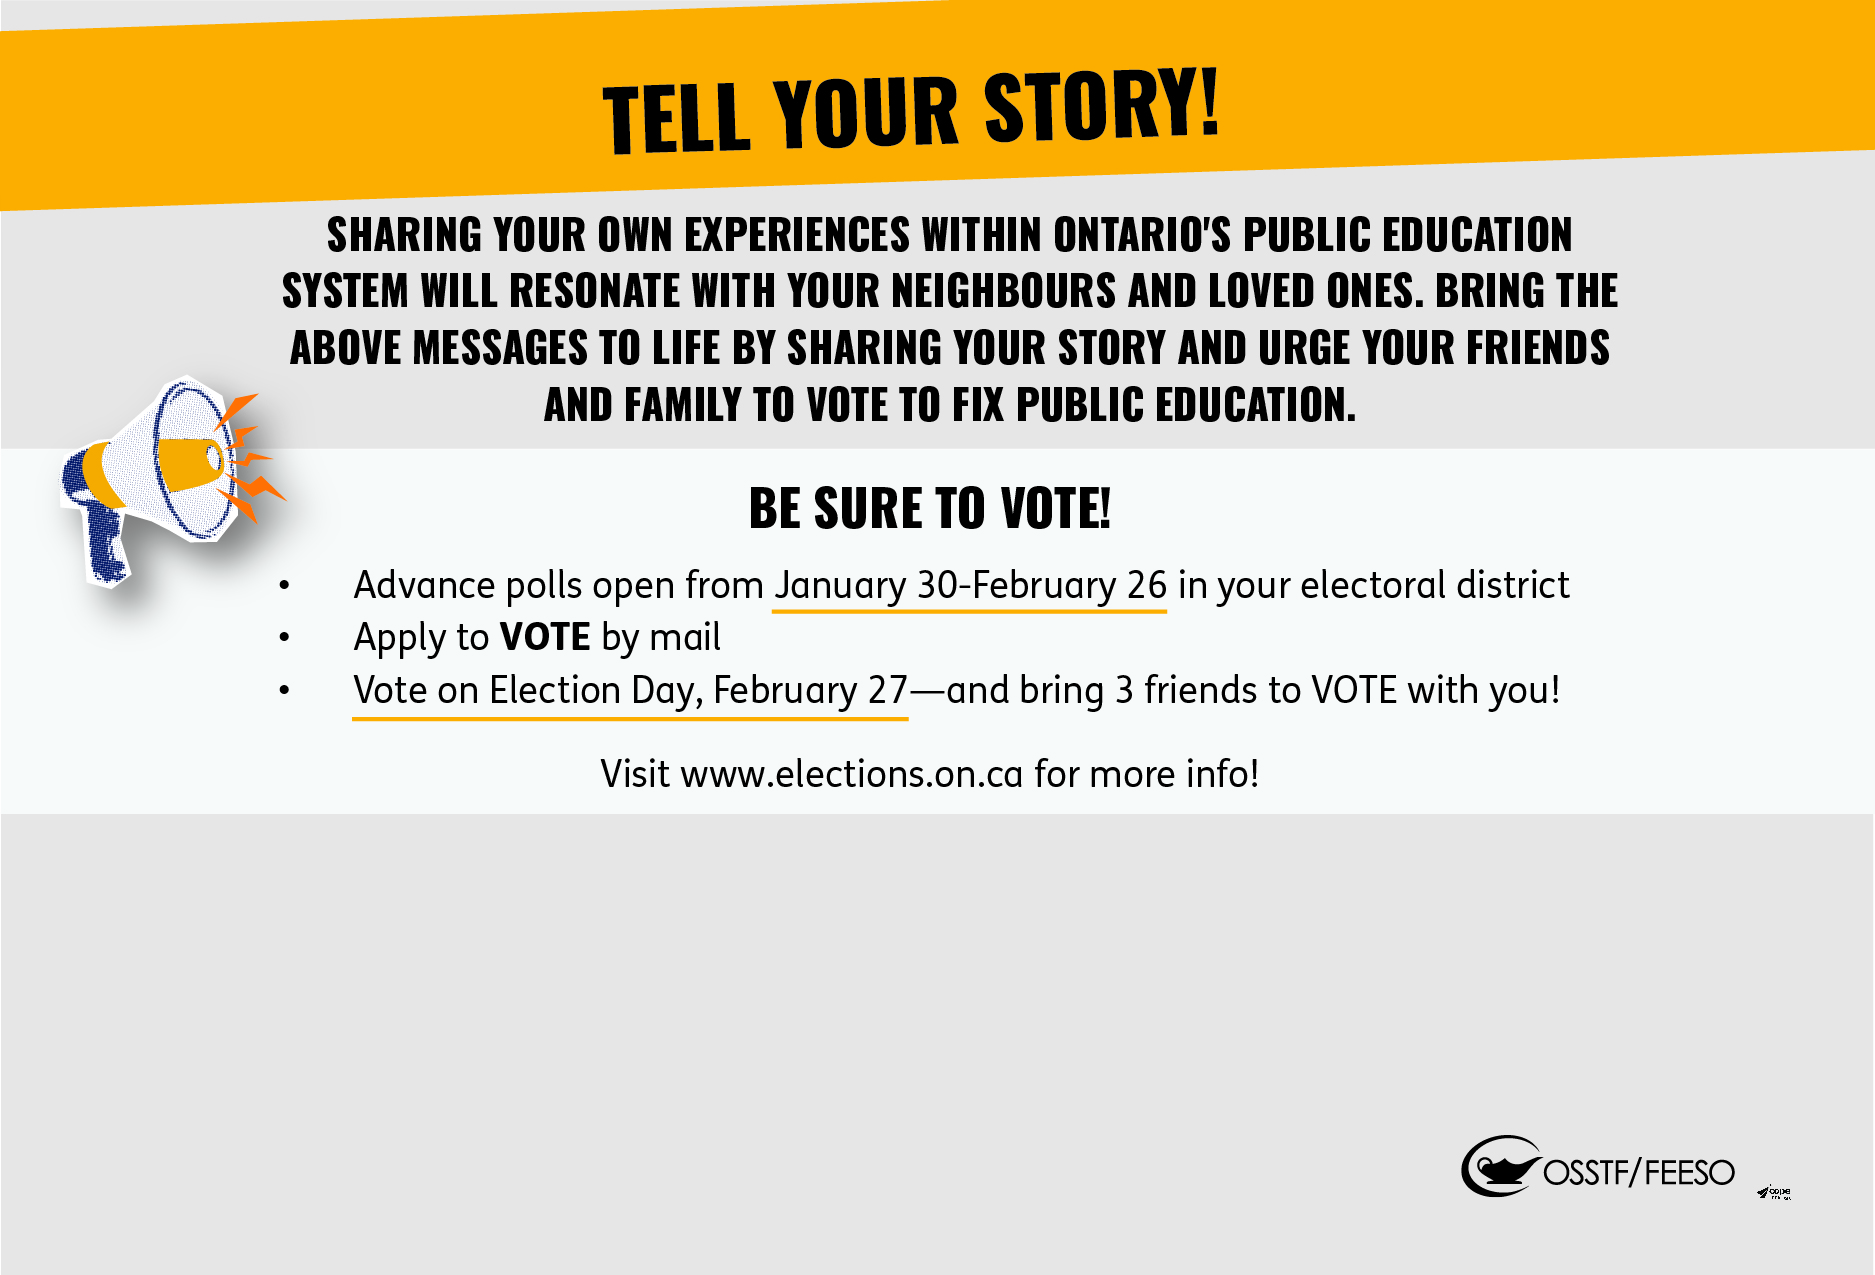 TELL YOUR STORY!
SHARING YOUR OWN EXPERIENCES WITHIN ONTARIO'S PUBLIC EDUCATION
SYSTEM WILL RESONATE WITH YOUR NEIGHBOURS AND LOVED ONES. BRING THE
ABOVE MESSAGES TO LIFE BY SHARING YOUR STORY AND URGE YOUR FRIENDS
AND FAMILY TO VOTE TO FIX PUBLIC EDUCATION.
BE SURE TO VOTE!
• Advance polls open from January 30-February 26 in your electoral district
• Apply to VOTE by mail
• Vote on Election Day, February 27—and bring 3 friends to VOTE with you!
Visit www.elections.on.ca for more info!
OSSTF/FEESO
cope